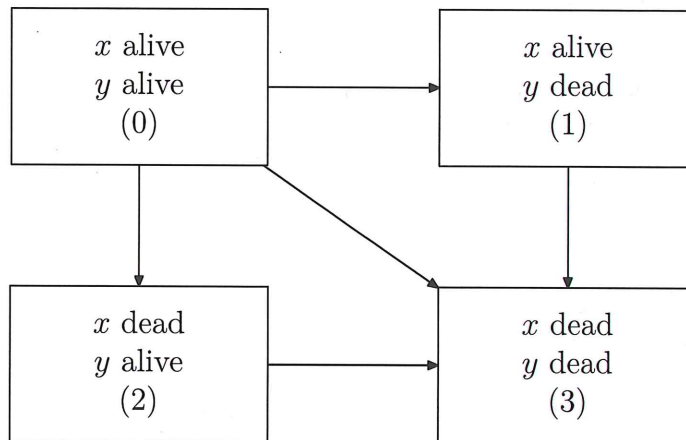 x alive
y alive
(0)
x alive
y dead
(1)
x dead
y alive
(2)
x dead
y dead
(3)